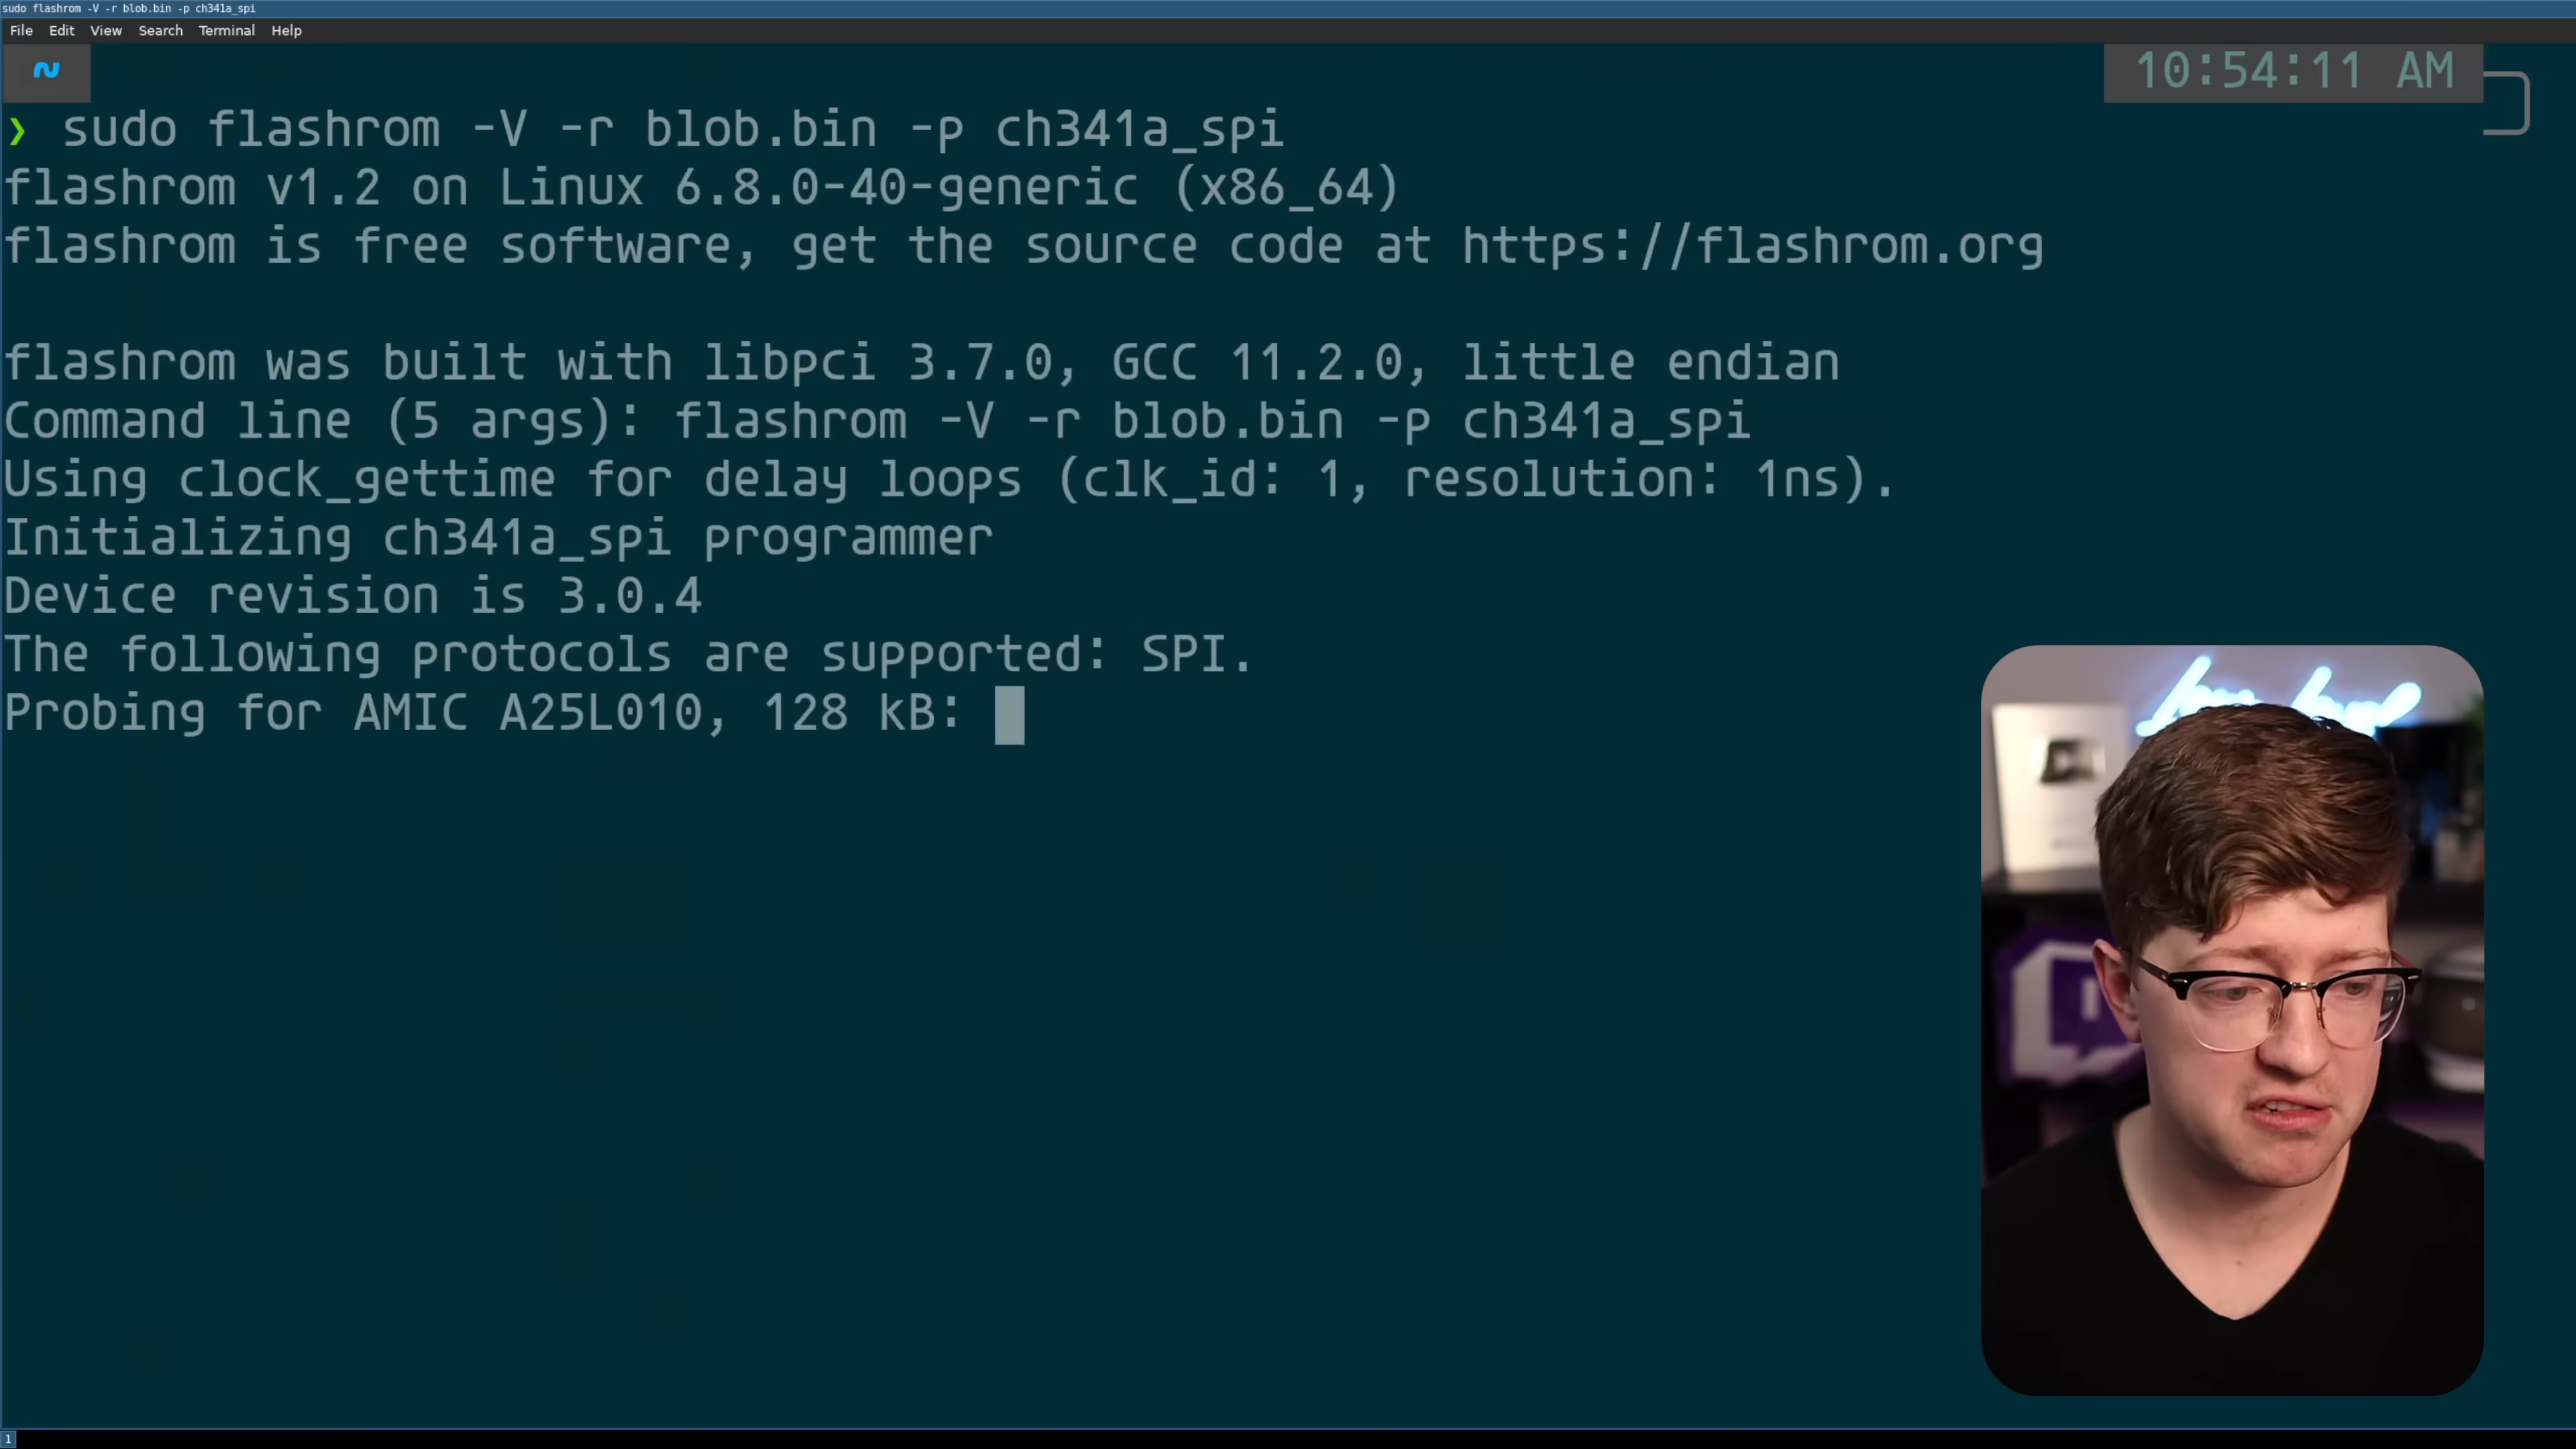 sudo flashrom -V -r blob.bin -p ch341a_spi
File Edit View Search Terminal Help
10:54:11 AM
❯ sudo flashrom -V -r blob.bin -p ch341a_spi
flashrom v1.2 on Linux 6.8.0-40-generic (x86_64)
flashrom is free software, get the source code at https://flashrom.org
flashrom was built with libpci 3.7.0, GCC 11.2.0, little endian
Command line (5 args): flashrom -V -r blob.bin -p ch341a_spi
Using clock_gettime for delay loops (clk_id: 1, resolution: 1ns).
Initializing ch341a_spi programmer
Device revision is 3.0.4
The following protocols are supported: SPI.
Probing for AMIC A25L010, 128 kB:
1